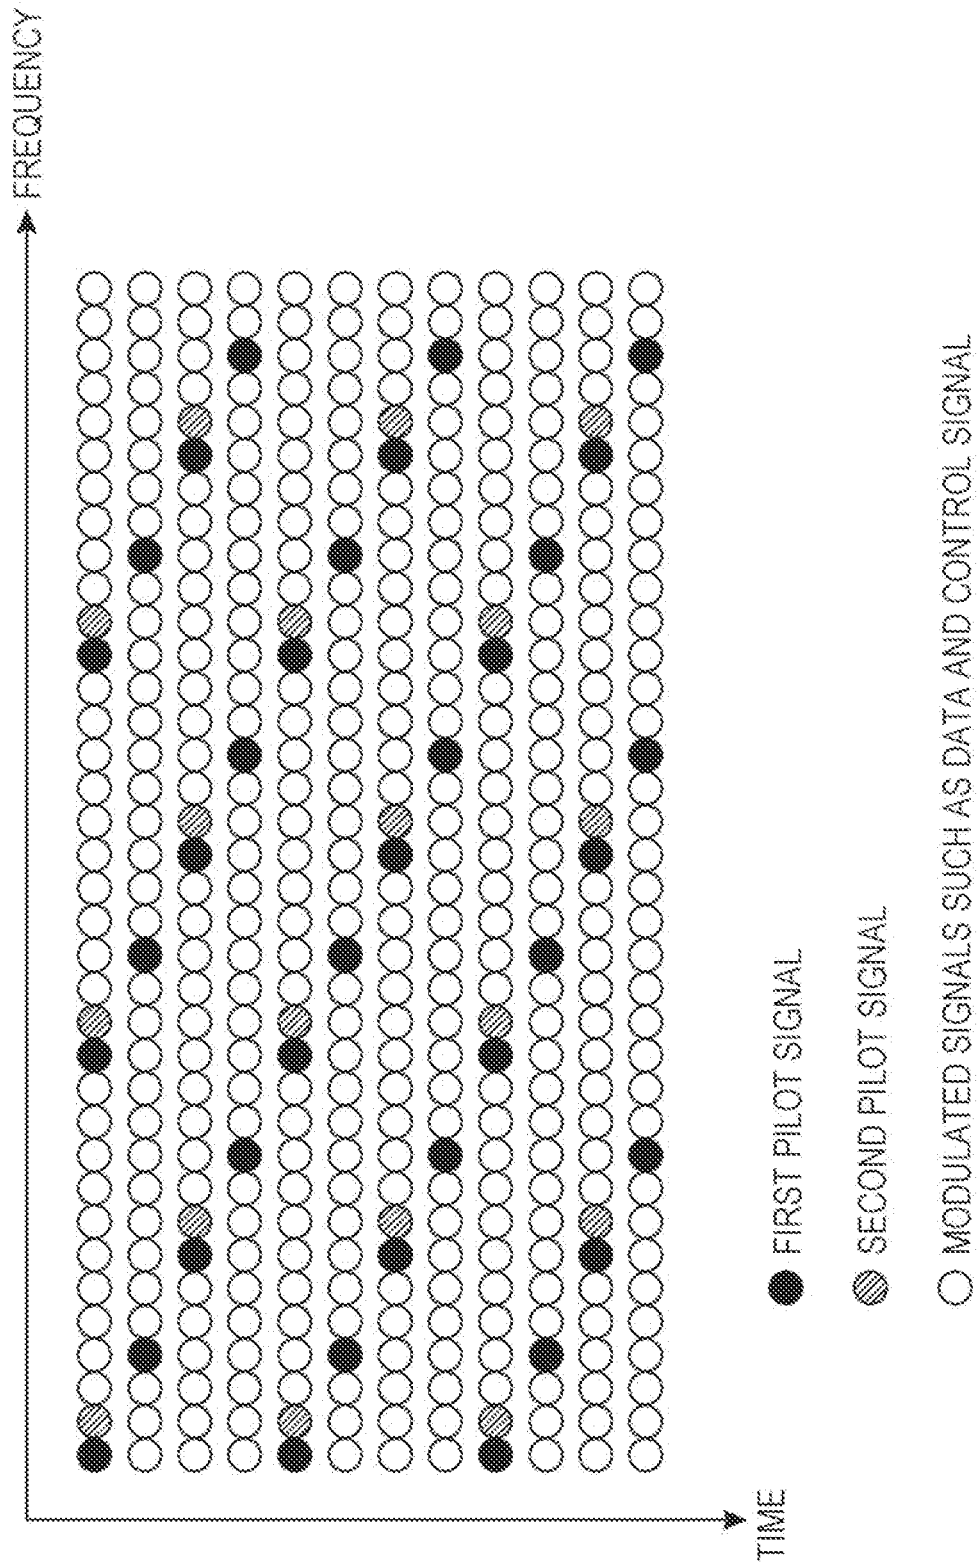 FREQUENCY
TIME
FIRST PILOT SIGNAL
SECOND PILOT SIGNAL
MODULATED SIGNALS SUCH AS DATA AND CONTROL SIGNAL